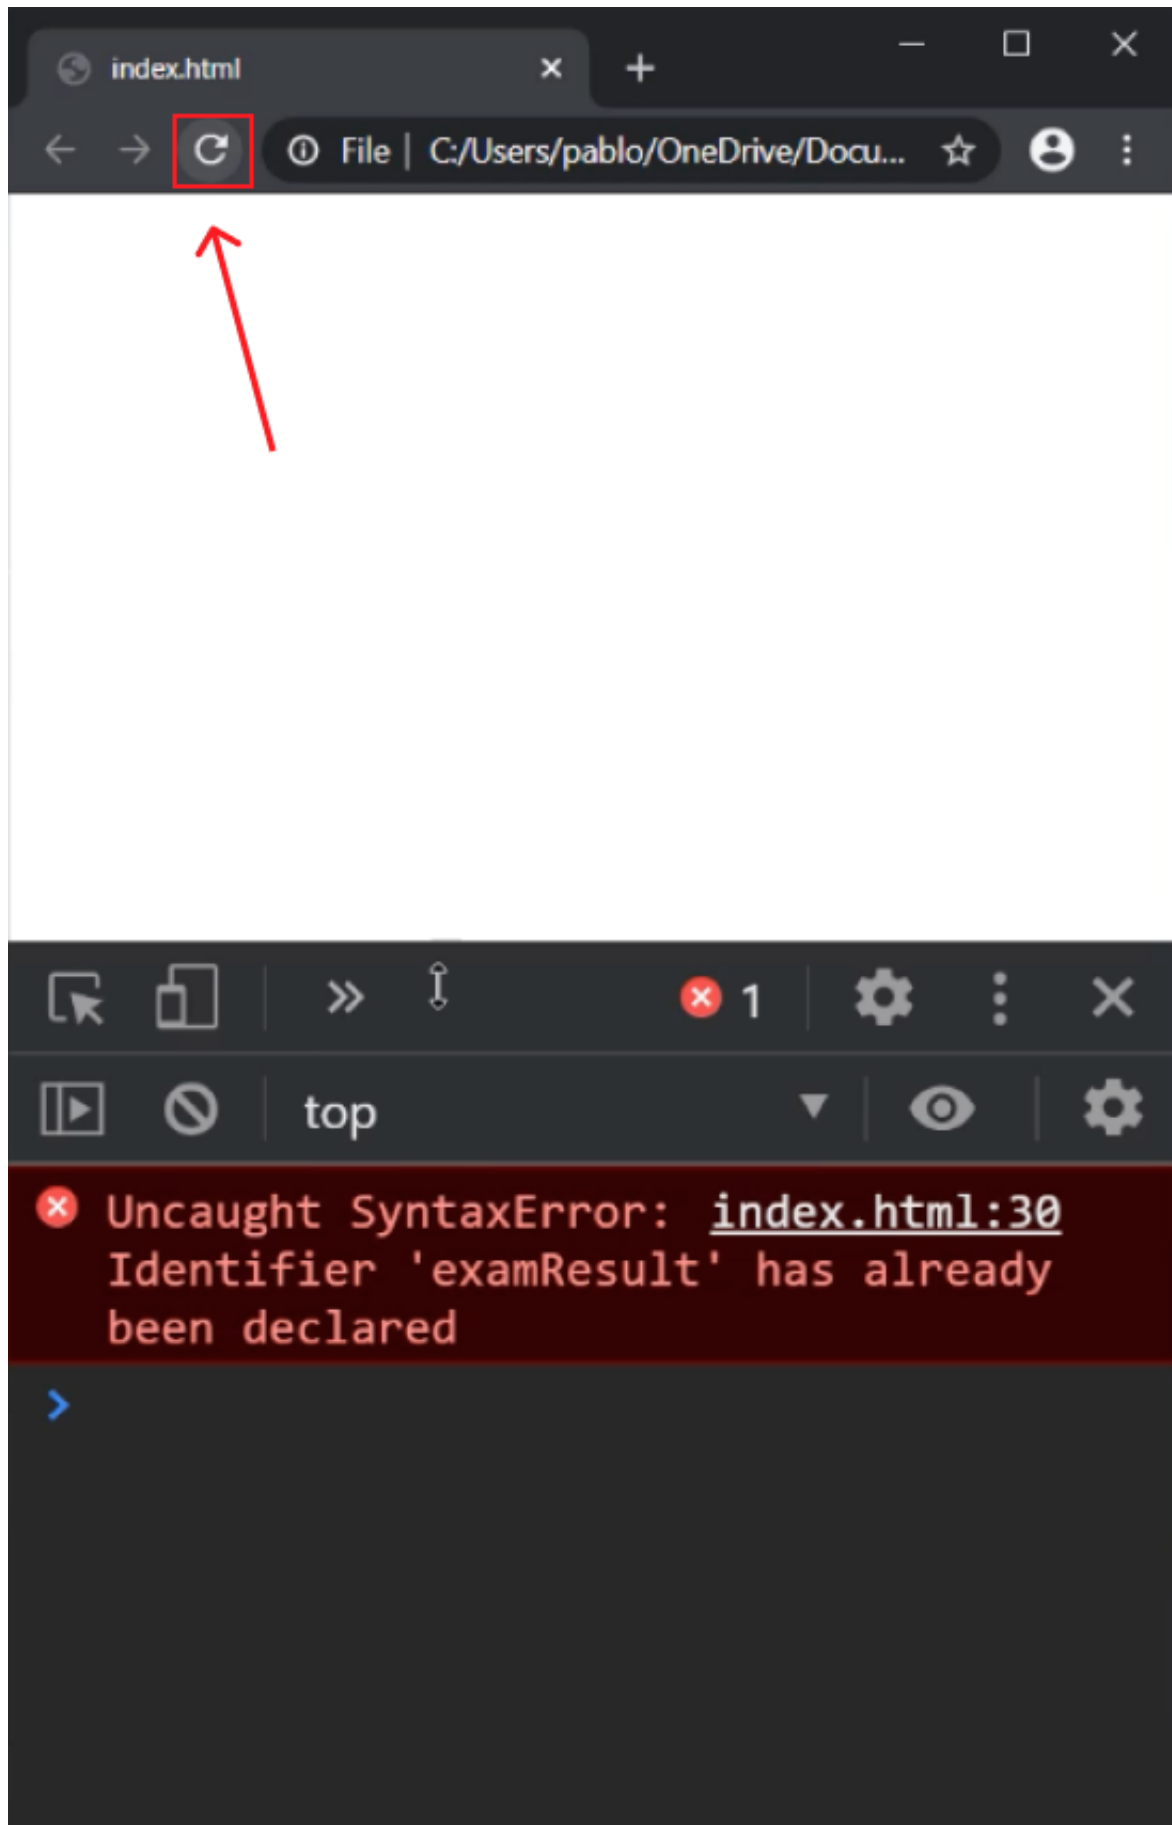 index.html
File | C:/Users/pablo/OneDrive/Docu...
1
top
Uncaught SyntaxError: index.html:30
Identifier 'examResult' has already
been declared